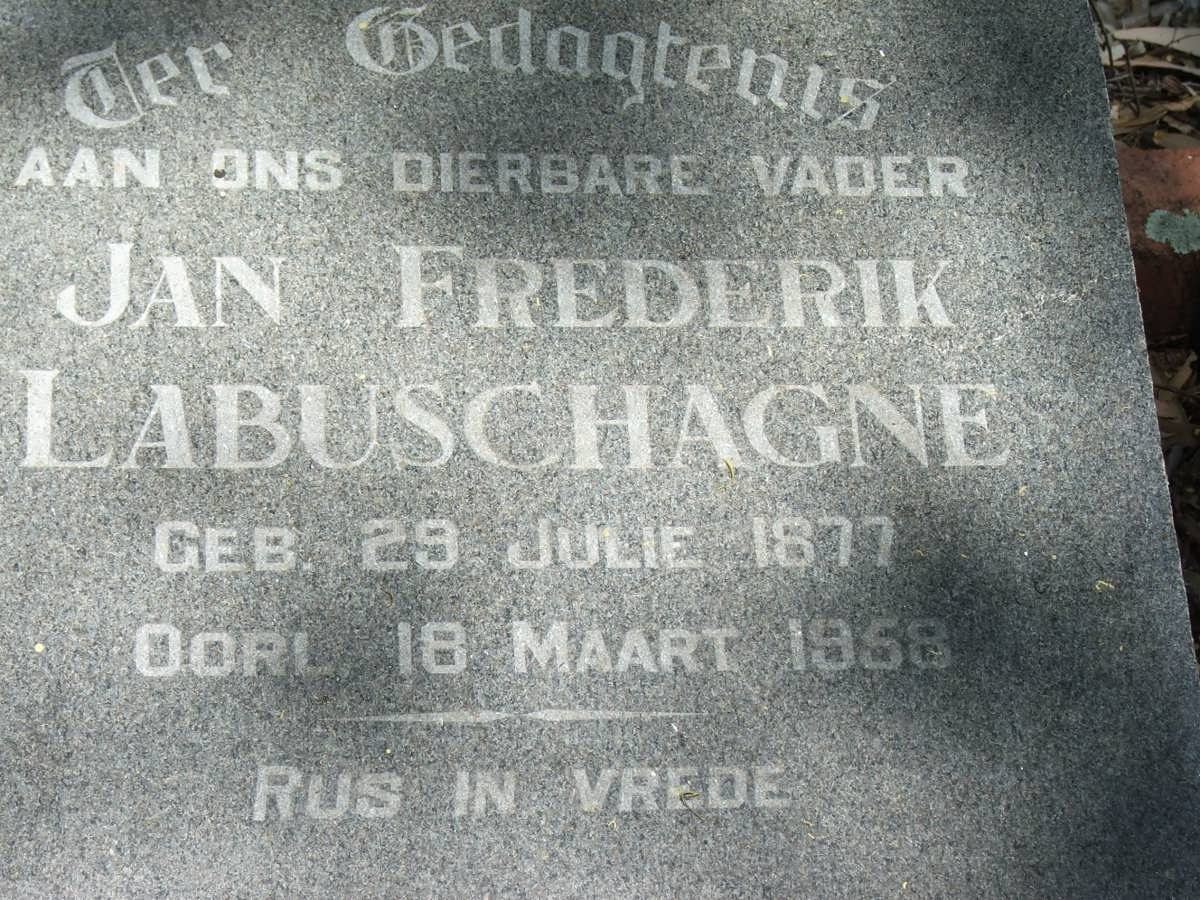 Ter Gedagtenis
AAN ONS DIERBARE VADER
JAN FREDERIK
LABUSCHAGNE
GEB. 29 JULIE 1877
OORL 18 MAART 1958
RUS IN VREDE